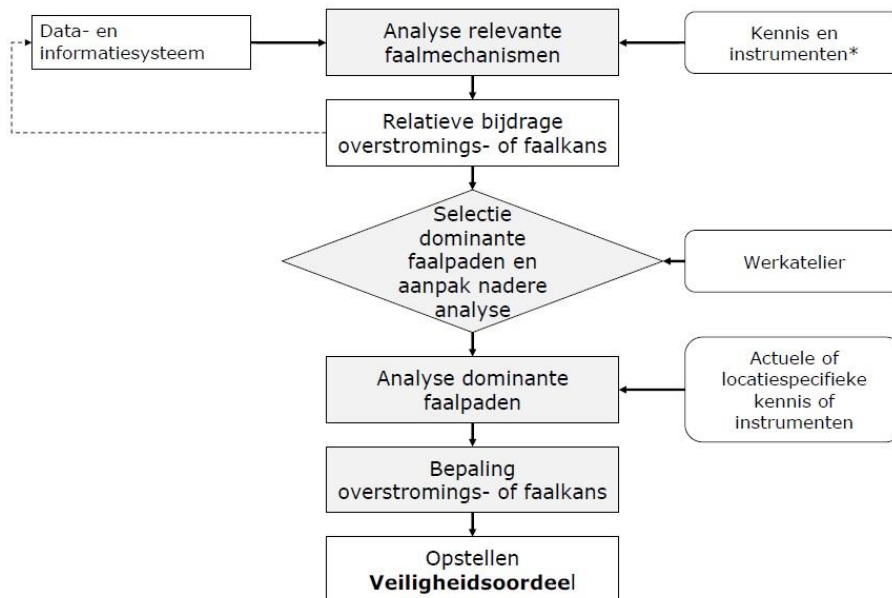 Data- en
informatiesysteem
Analyse relevante
faalmechanismen
Kennis en
instrumenten*
Relatieve bijdrage
overstromings- of faalkans
Selectie
dominante
faalpaden en
aanpak nadere
analyse
Werkatelier
Analyse dominante
faalpaden
Actuele of
locatiespecifieke
kennis of
instrumenten
Bepaling
overstromings- of faalkans
Opstellen
Veiligheidsoordeel